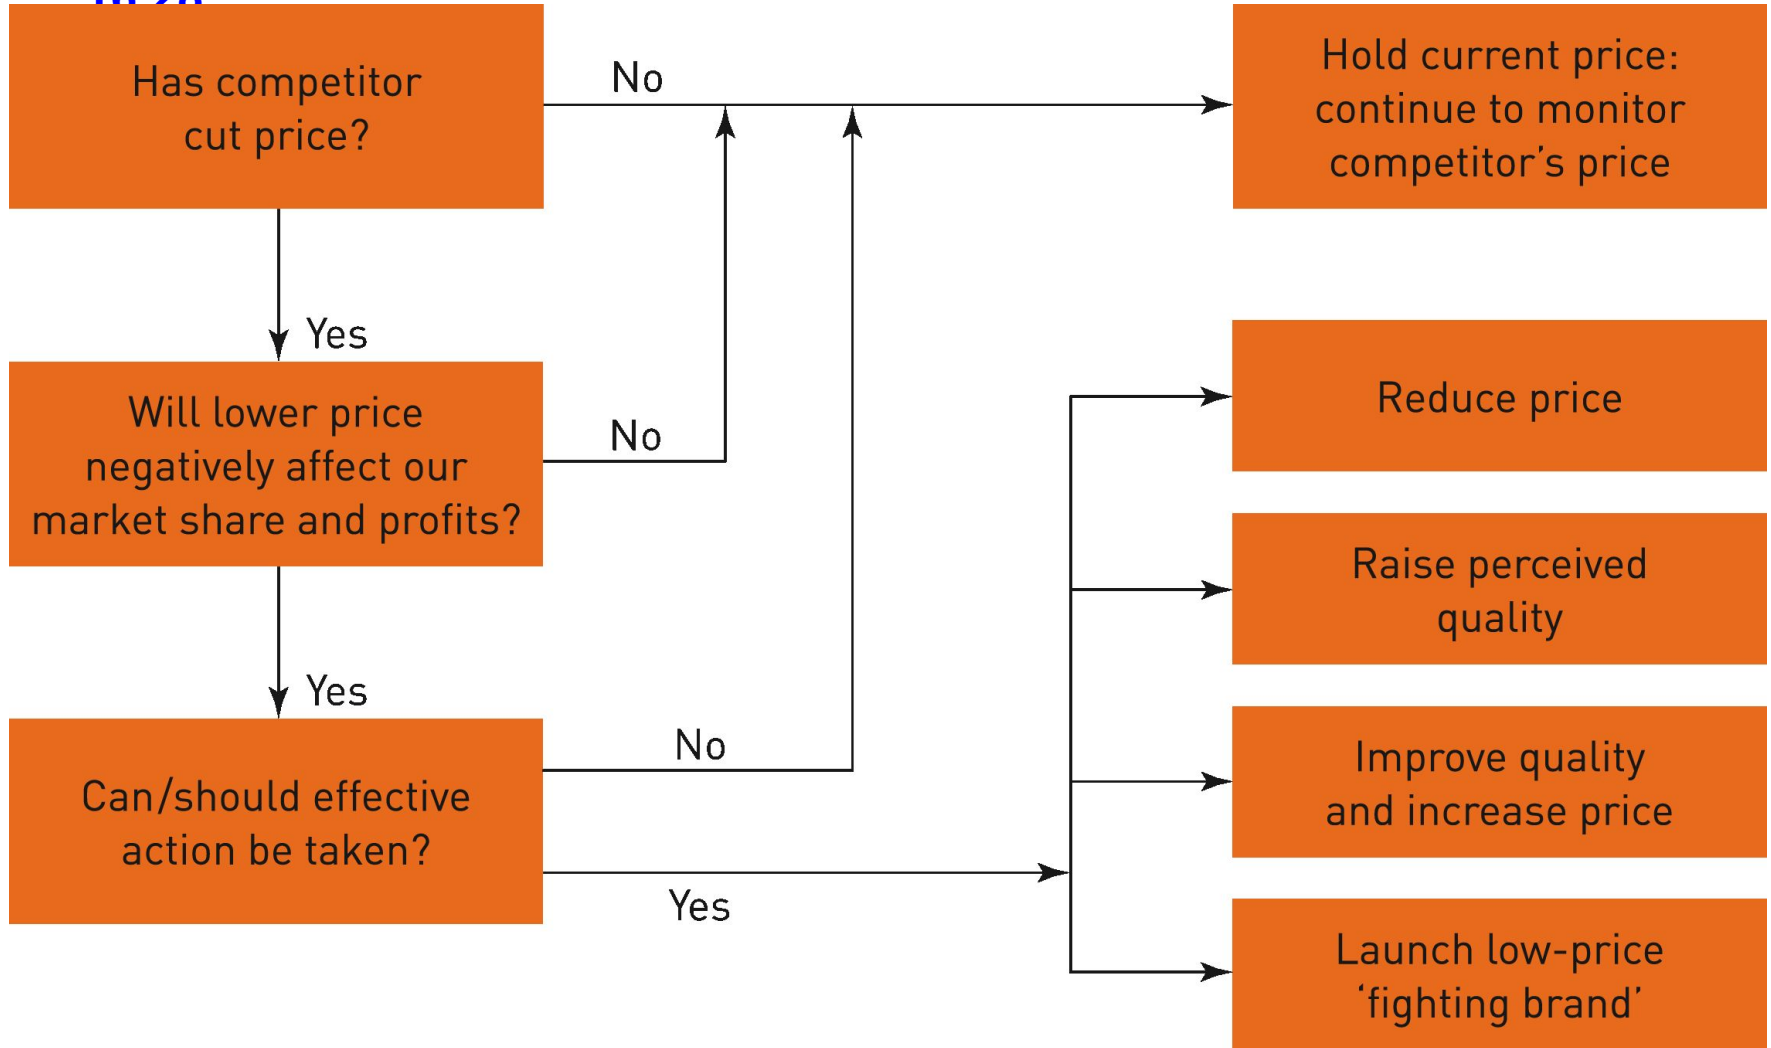 Has competitor
cut price?
No
Hold current price:
continue to monitor
competitor’s price
Yes
Will lower price
negatively affect our
market share and profits?
No
Reduce price
Raise perceived
quality
Yes
Can/should effective
action be taken?
No
Yes
Improve quality
and increase price
Launch low-price
‘fighting brand’